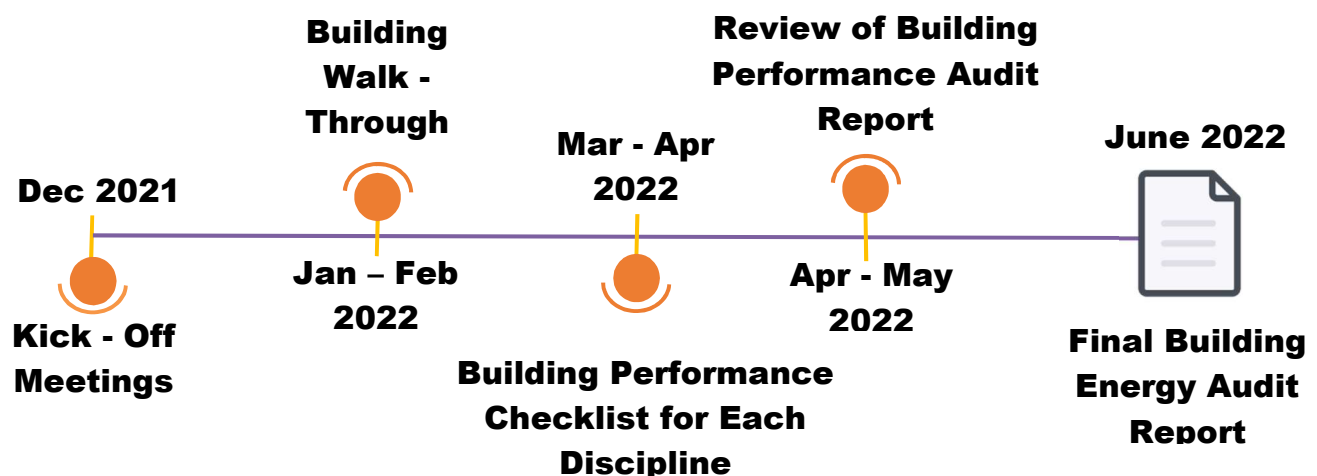 Dec 2021
Kick - Off
Meetings
Building
Walk -
Through
Jan – Feb
2022
Mar - Apr
2022
Building Performance
Checklist for Each
Discipline
Review of Building
Performance Audit
Report
Apr - May
2022
June 2022
Final Building
Energy Audit
Report